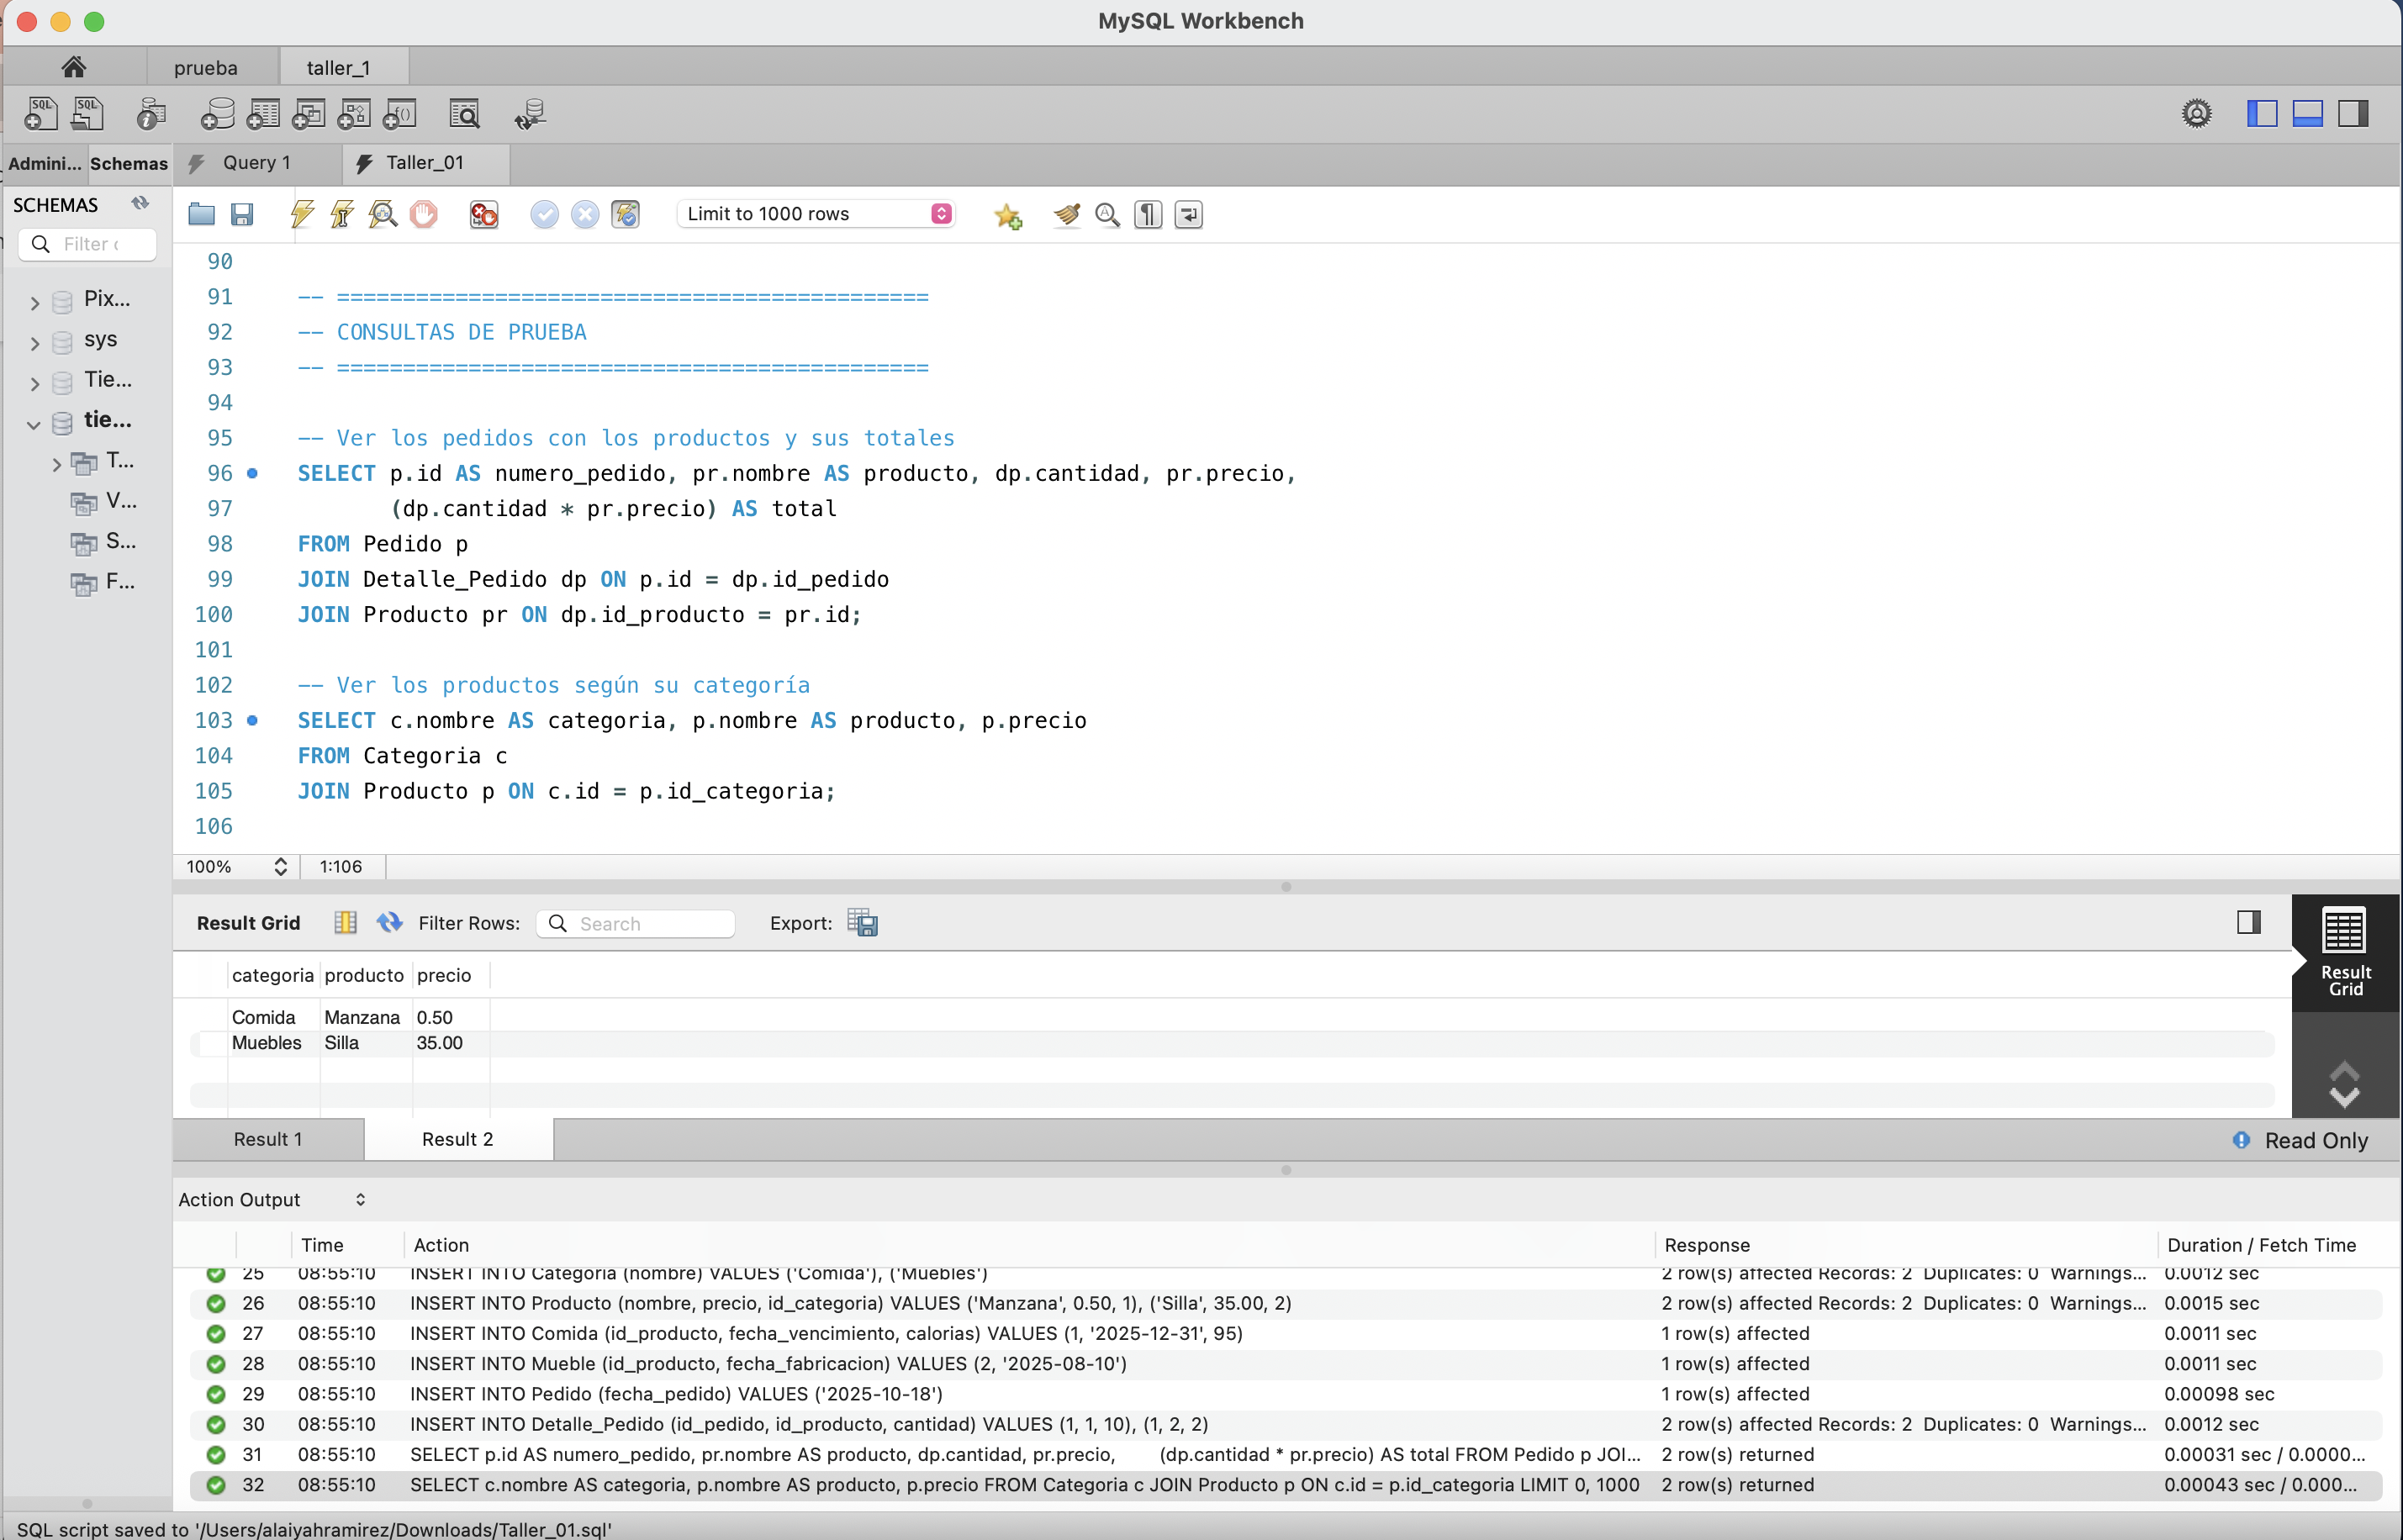 MySQL Workbench
prueba taller_1
Admini... Schemas Query 1 Taller_01
SCHEMAS
Filter
Limit to 1000 rows
Pix...
sys
Tie...
tie...
T...
V...
S...
F...
90
91 -- =============================================
92 -- CONSULTAS DE PRUEBA
93 -- =============================================
94
95 -- Ver los pedidos con los productos y sus totales
96 SELECT p.id AS numero_pedido, pr.nombre AS producto, dp.cantidad, pr.precio,
97 (dp.cantidad * pr.precio) AS total
98 FROM Pedido p
99 JOIN Detalle_Pedido dp ON p.id = dp.id_pedido
100 JOIN Producto pr ON dp.id_producto = pr.id;
101
102 -- Ver los productos según su categoría
103 SELECT c.nombre AS categoria, p.nombre AS producto, p.precio
104 FROM Categoria c
105 JOIN Producto p ON c.id = p.id_categoria;
106
100% 1:106
Result Grid Filter Rows: Search Export:
Result Grid
categoria producto precio
Comida Manzana 0.50
Muebles Silla 35.00
Result 1 Result 2 Read Only
Action Output
Time Action Response Duration / Fetch Time
25 08:55:10 INSERT INTO Categoria (nombre) VALUES ('Comida'), ('Muebles') 2 row(s) affected Records: 2 Duplicates: 0 Warnings... 0.0012 sec
26 08:55:10 INSERT INTO Producto (nombre, precio, id_categoria) VALUES ('Manzana', 0.50, 1), ('Silla', 35.00, 2) 2 row(s) affected Records: 2 Duplicates: 0 Warnings... 0.0015 sec
27 08:55:10 INSERT INTO Comida (id_producto, fecha_vencimiento, calorias) VALUES (1, '2025-12-31', 95) 1 row(s) affected 0.0011 sec
28 08:55:10 INSERT INTO Mueble (id_producto, fecha_fabricacion) VALUES (2, '2025-08-10') 1 row(s) affected 0.0011 sec
29 08:55:10 INSERT INTO Pedido (fecha_pedido) VALUES ('2025-10-18') 1 row(s) affected 0.00098 sec
30 08:55:10 INSERT INTO Detalle_Pedido (id_pedido, id_producto, cantidad) VALUES (1, 1, 10), (1, 2, 2) 2 row(s) affected Records: 2 Duplicates: 0 Warnings... 0.0012 sec
31 08:55:10 SELECT p.id AS numero_pedido, pr.nombre AS producto, dp.cantidad, pr.precio, (dp.cantidad * pr.precio) AS total FROM Pedido p JOI... 2 row(s) returned 0.00031 sec / 0.0000...
32 08:55:10 SELECT c.nombre AS categoria, p.nombre AS producto, p.precio FROM Categoria c JOIN Producto p ON c.id = p.id_categoria LIMIT 0, 1000 2 row(s) returned 0.00043 sec / 0.000...
SQL script saved to '/Users/alaiyahramirez/Downloads/Taller_01.sql'